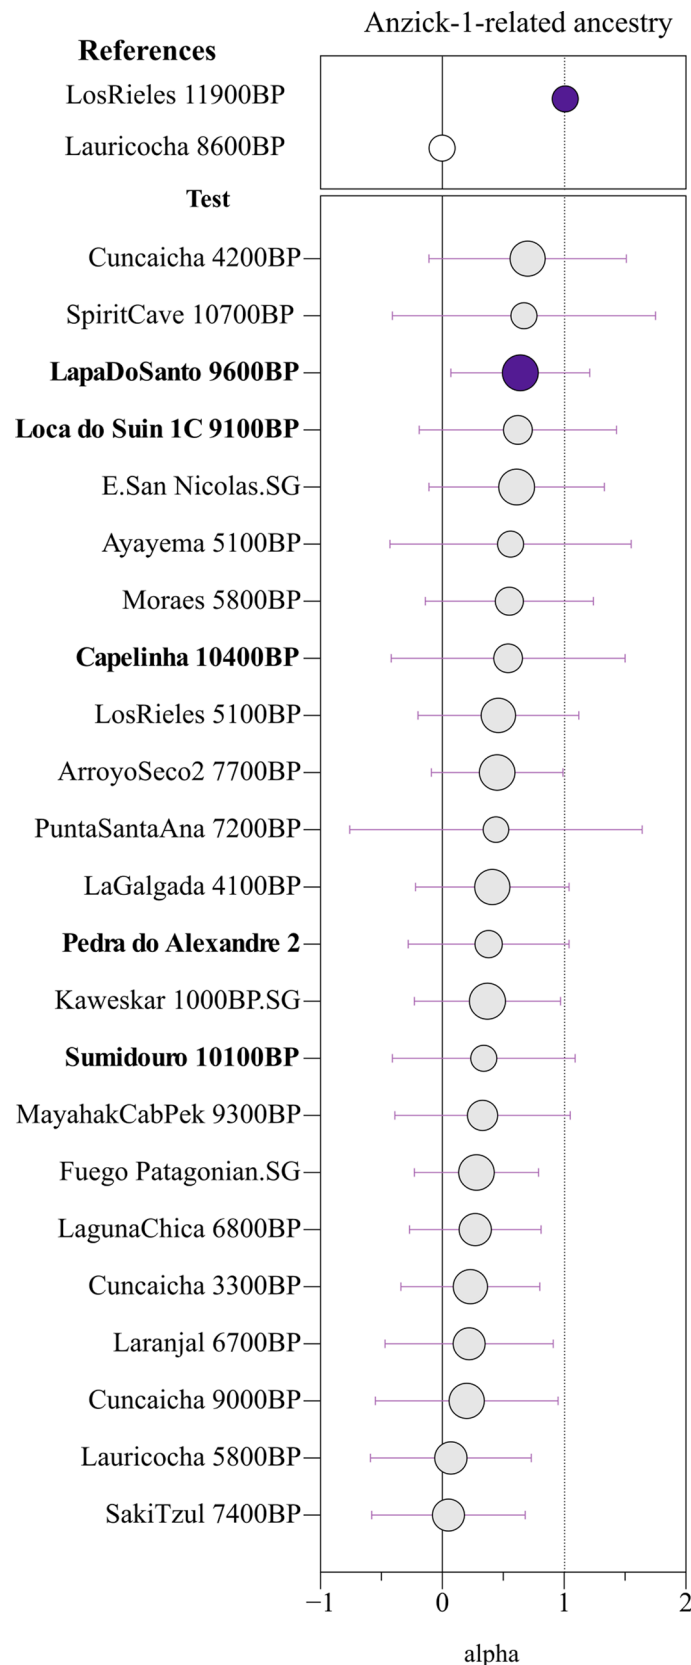 Anzick-1-related ancestry
References
LosRieles 11900BP
Lauricocha 8600BP
Test
Cuncaicha 4200BP
SpiritCave 10700BP
LapaDoSanto 9600BP
Loca do Suin 1C 9100BP
E.San Nicolas.SG
Ayayema 5100BP
Moraes 5800BP
Capelinha 10400BP
LosRieles 5100BP
ArroyoSeco2 7700BP
PuntaSantaAna 7200BP
LaGalgada 4100BP
Pedra do Alexandre 2
Kaweskar 1000BP.SG
Sumidouro 10100BP
MayahakCabPek 9300BP
Fuego Patagonian.SG
LagunaChica 6800BP
Cuncaicha 3300BP
Laranjal 6700BP
Cuncaicha 9000BP
Lauricocha 5800BP
SakiTzul 7400BP
−1 0 1 2
alpha